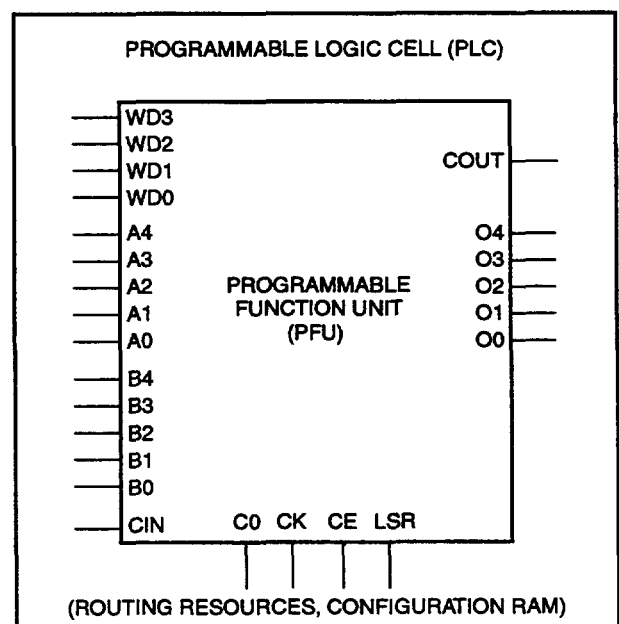 PROGRAMMABLE LOGIC CELL (PLC)
WD3
WD2
WD1
WD0
A4
A3
A2
A1
A0
B4
B3
B2
B1
B0
CIN
PROGRAMMABLE
FUNCTION UNIT
(PFU)
COUT
O4
O3
O2
O1
O0
C0 CK CE LSR
(ROUTING RESOURCES, CONFIGURATION RAM)